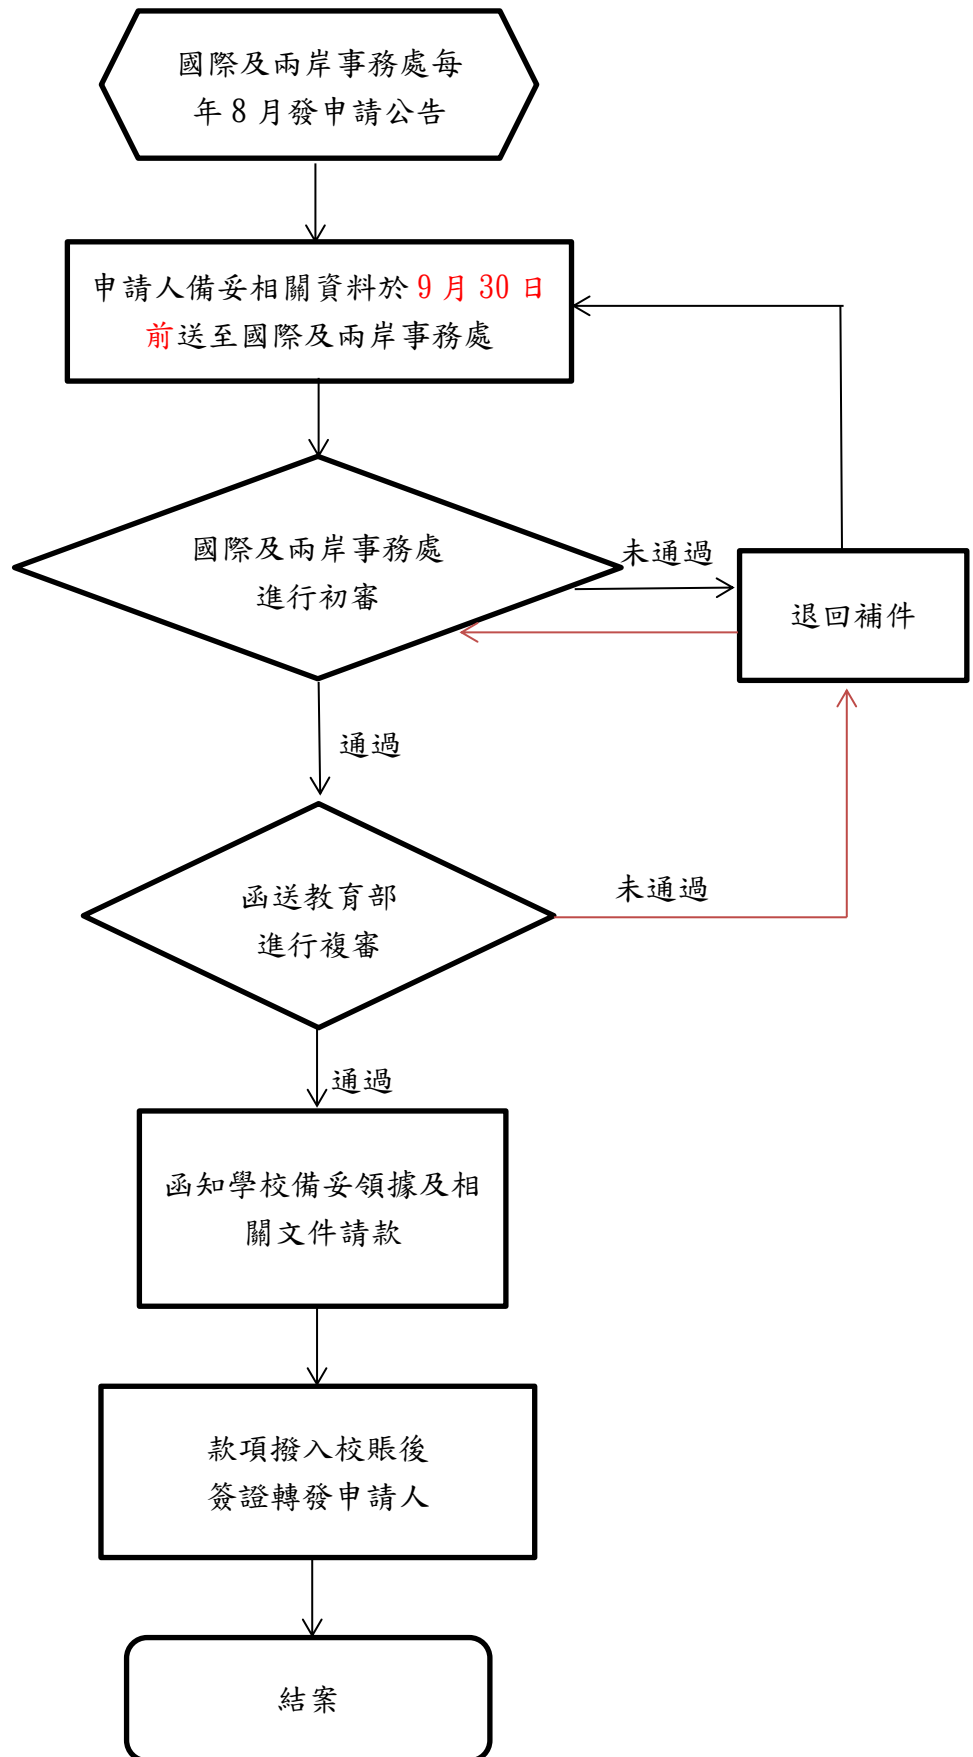 國際及兩岸事務處每
年 8 月發申請公告
申請人備妥相關資料於 9 月 30 日
前送至國際及兩岸事務處
國際及兩岸事務處
進行初審
未通過
退回補件
通過
函送教育部
進行複審
未通過
通過
函知學校備妥領據及相
關文件請款
款項撥入校賬後
簽證轉發申請人
結案